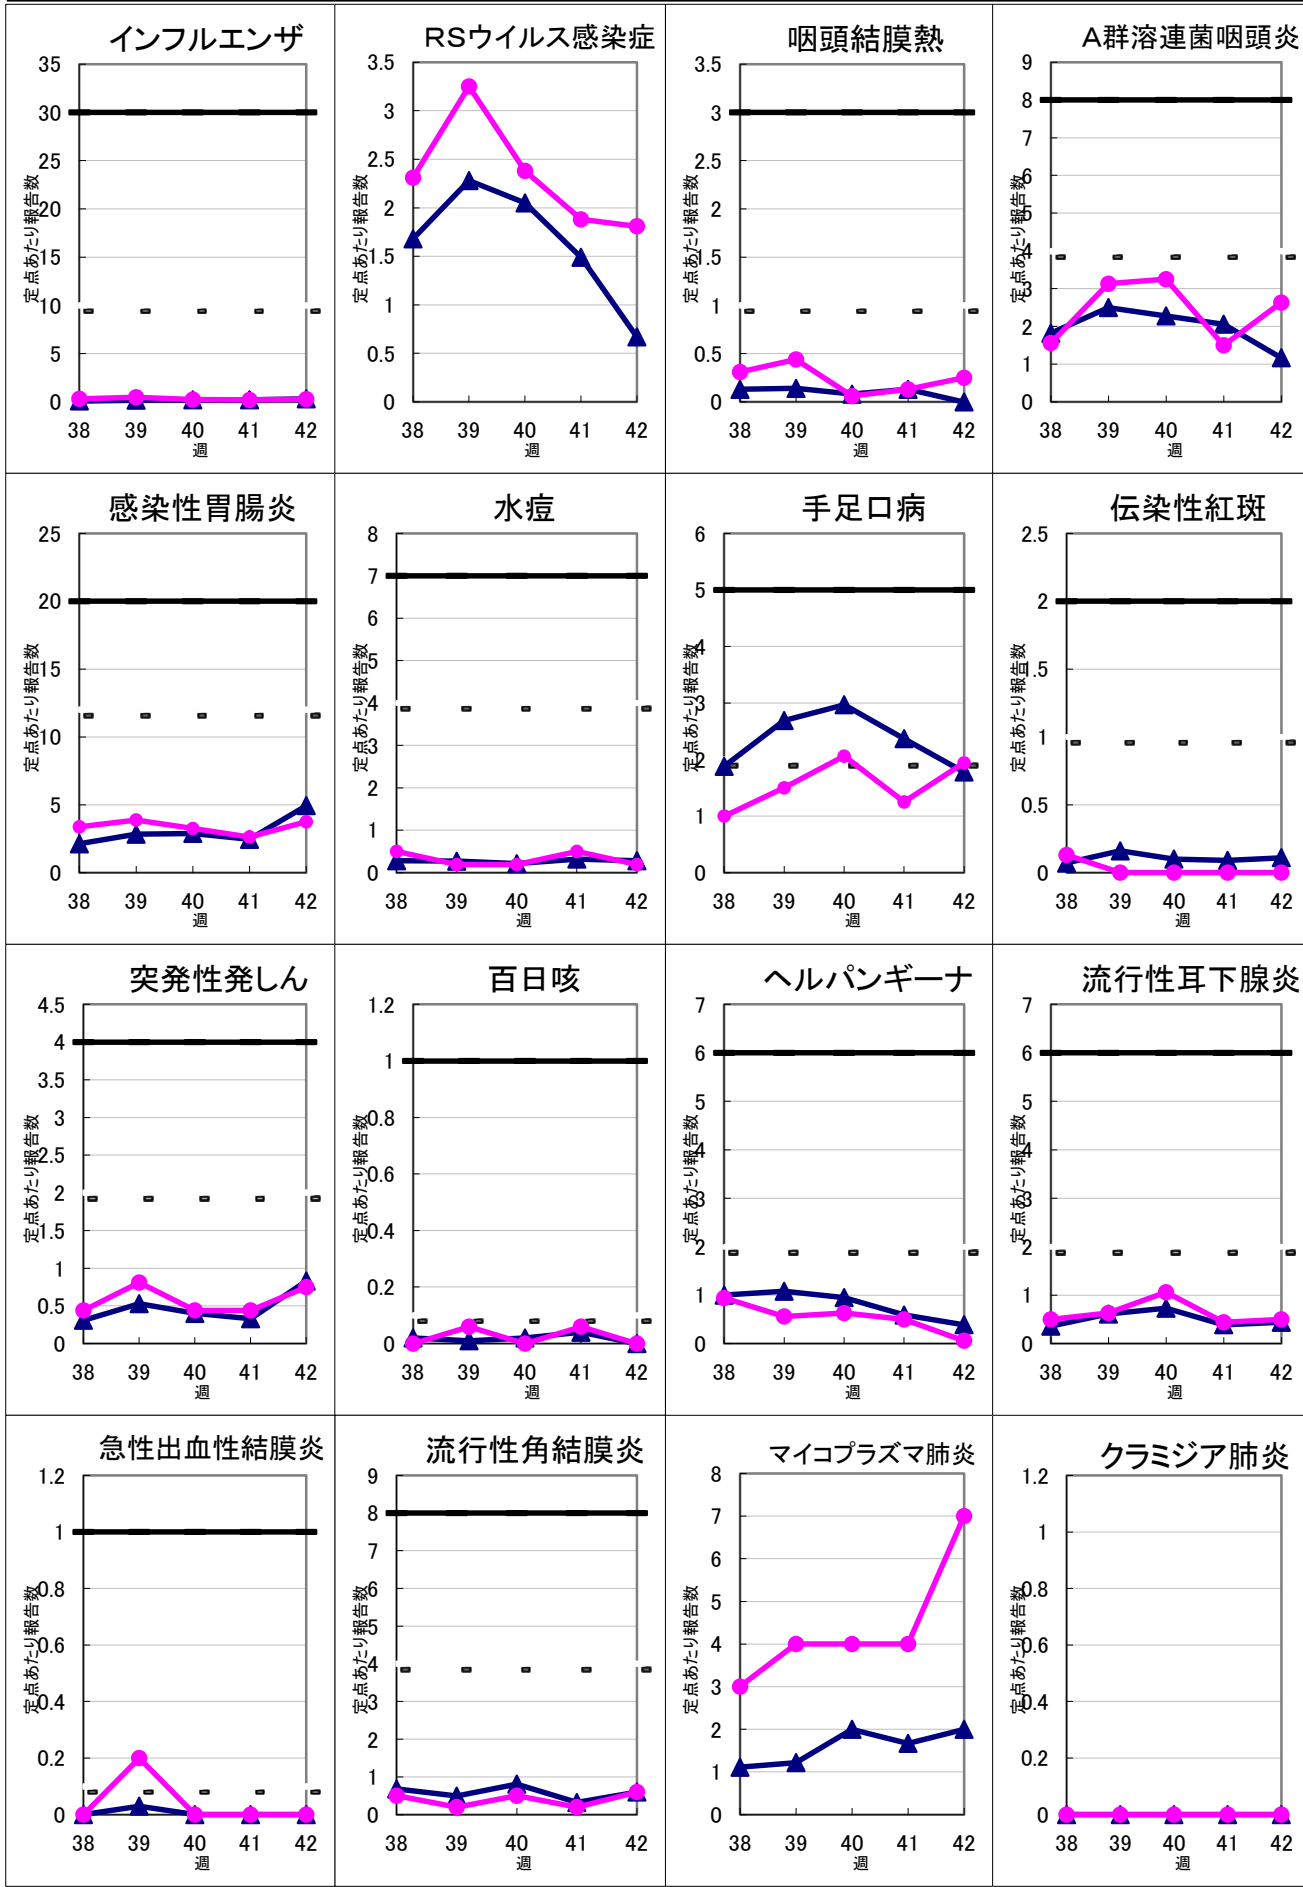 インフルエンザ
35
30
25
20
15
10
5
0
定点あたり報告数
38 39 40 41 42
週
RSウイルス感染症
3.5
3
2.5
2
1.5
1
0.5
0
定点あたり報告数
38 39 40 41 42
週
咽頭結膜熱
3.5
3
2.5
2
1.5
1
0.5
0
定点あたり報告数
38 39 40 41 42
週
A群溶連菌咽頭炎
9
8
7
6
5
4
3
2
1
0
定点あたり報告数
38 39 40 41 42
週
感染性胃腸炎
25
20
15
10
5
0
定点あたり報告数
38 39 40 41 42
週
水痘
8
7
6
5
4
3
2
1
0
定点あたり報告数
38 39 40 41 42
週
手足口病
6
5
4
3
2
1
0
定点あたり報告数
38 39 40 41 42
週
伝染性紅斑
2.5
2
1.5
1
0.5
0
定点あたり報告数
38 39 40 41 42
週
突発性発しん
4.5
4
3.5
3
2.5
2
1.5
1
0.5
0
定点あたり報告数
38 39 40 41 42
週
百日咳
1.2
1
0.8
0.6
0.4
0.2
0
定点あたり報告数
38 39 40 41 42
週
ヘルパンギーナ
7
6
5
4
3
2
1
0
定点あたり報告数
38 39 40 41 42
週
流行性耳下腺炎
7
6
5
4
3
2
1
0
定点あたり報告数
38 39 40 41 42
週
急性出血性結膜炎
1.2
1
0.8
0.6
0.4
0.2
0
定点あたり報告数
38 39 40 41 42
週
流行性角結膜炎
9
8
7
6
5
4
3
2
1
0
定点あたり報告数
38 39 40 41 42
週
マイコプラズマ肺炎
8
7
6
5
4
3
2
1
0
定点あたり報告数
38 39 40 41 42
週
クラミジア肺炎
1.2
1
0.8
0.6
0.4
0.2
0
定点あたり報告数
38 39 40 41 42
週